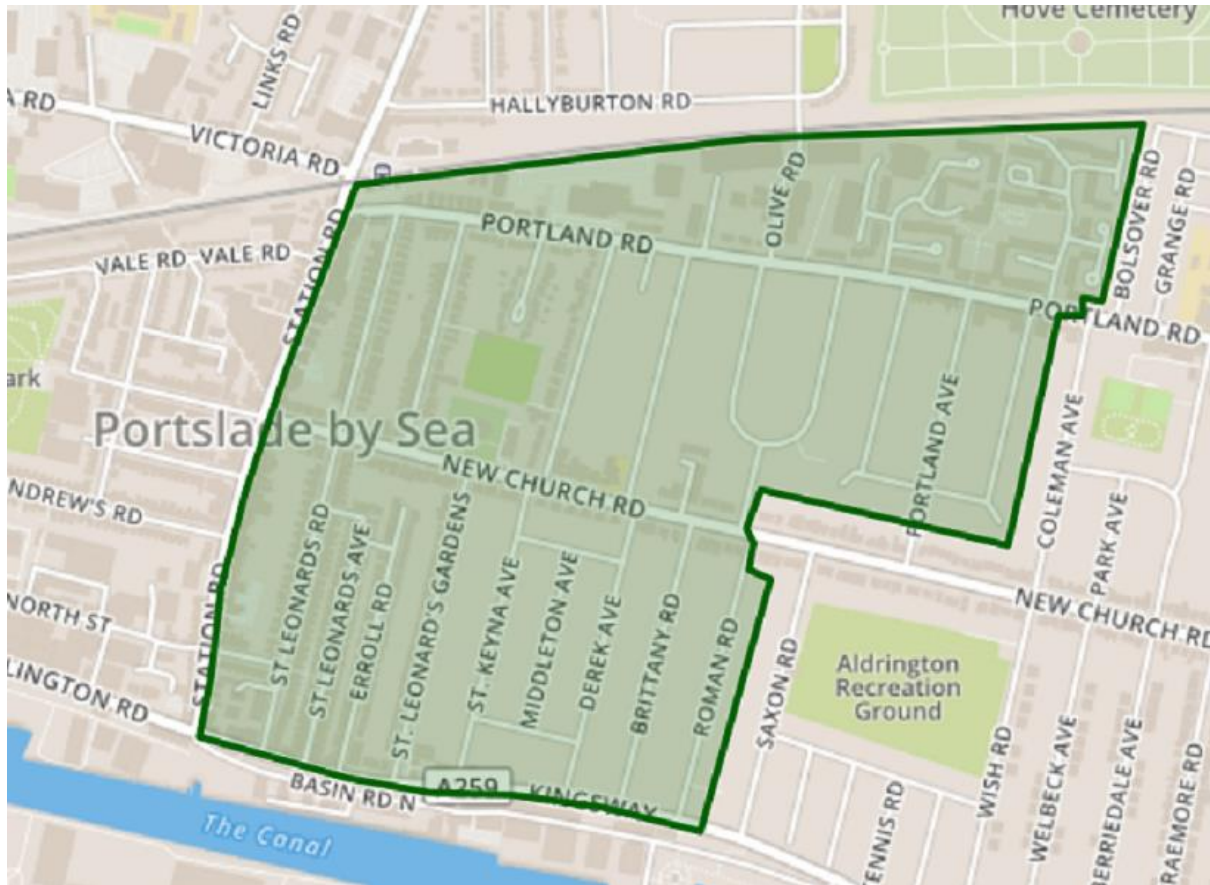 Hove Cemetery
LINKS RD
A RD
VICTORIA RD
HALLYBURTON RD
OLIVE RD
PORTLAND RD
BOLSOVER RD
GRANGE RD
VALE RD
VALE RD
STATION RD
PORTLAND RD
ark
Portslade by Sea
PORTLAND AVE
COLEMAN AVE
NEW CHURCH RD
NDREW'S RD
PARK AVE
ST LEONARDS RD
ST LEONARDS AVE
ERROLL RD
ST. LEONARD'S GARDENS
ST. KEYNA AVE
MIDDLETON AVE
DEREK AVE
BRITTANY RD
ROMAN RD
SAXON RD
NEW CHURCH RD
NORTH ST
STATION RD
Aldrington
Recreation
Ground
LINGTON RD
WISH RD
WELBECK AVE
BERRIEDALE AVE
RAEMORE RD
TENNIS RD
BASIN RD N
A259
KINGSWAY
The Canal